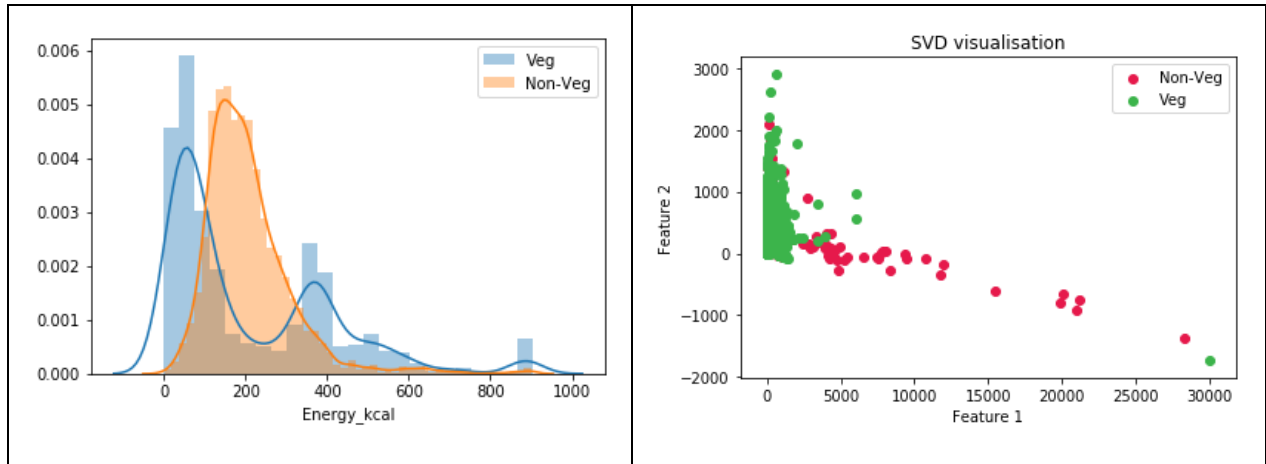 0.006
0.005
0.004
0.003
0.002
0.001
0.000
0 200 400 600 800 1000
Energy_kcal
Veg
Non-Veg
SVD visualisation
3000
2000
1000
0
−1000
−2000
Feature 2
0 5000 10000 15000 20000 25000 30000
Feature 1
Non-Veg
Veg